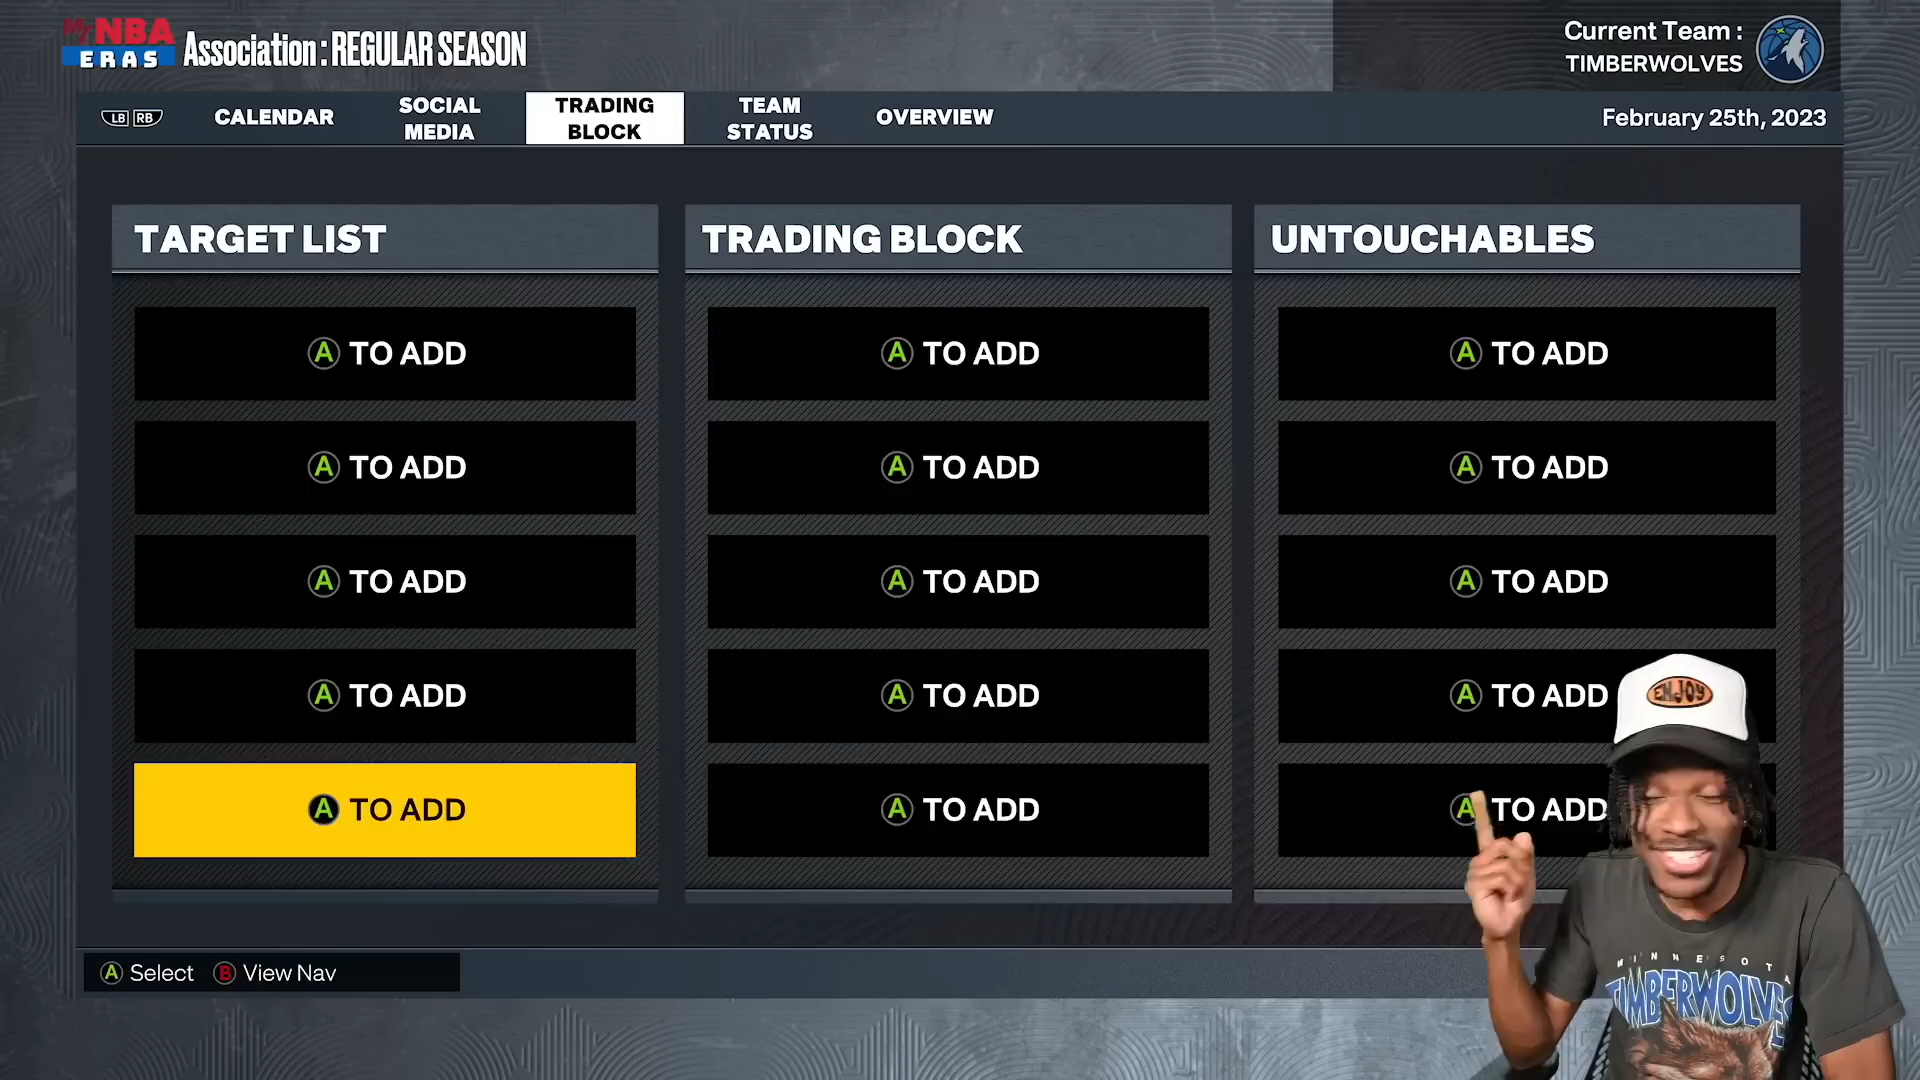 MyNBA
ERAS
Association : REGULAR SEASON
Current Team :
TIMBERWOLVES
LB RB
CALENDAR
SOCIAL
MEDIA
TRADING
BLOCK
TEAM
STATUS
OVERVIEW
February 25th, 2023
TARGET LIST
A TO ADD
A TO ADD
A TO ADD
A TO ADD
A TO ADD
TRADING BLOCK
A TO ADD
A TO ADD
A TO ADD
A TO ADD
A TO ADD
UNTOUCHABLES
A TO ADD
A TO ADD
A TO ADD
A TO ADD
A TO ADD
A Select B View Nav
ENJOY
MINNESOTA
TIMBERWOLVES